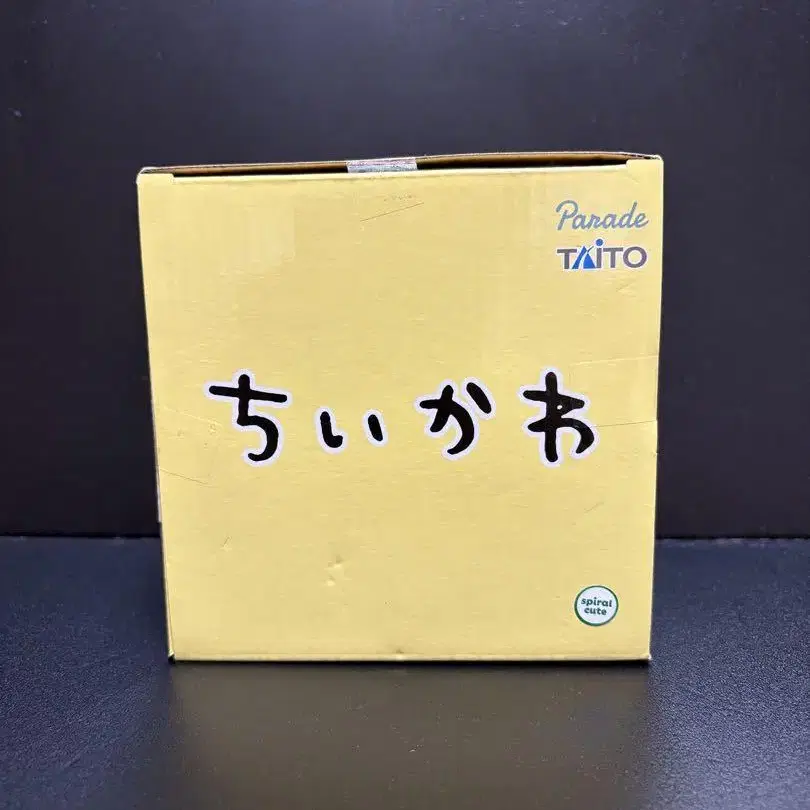 Parade
TAiTO
ちいかわ
spiral
cute